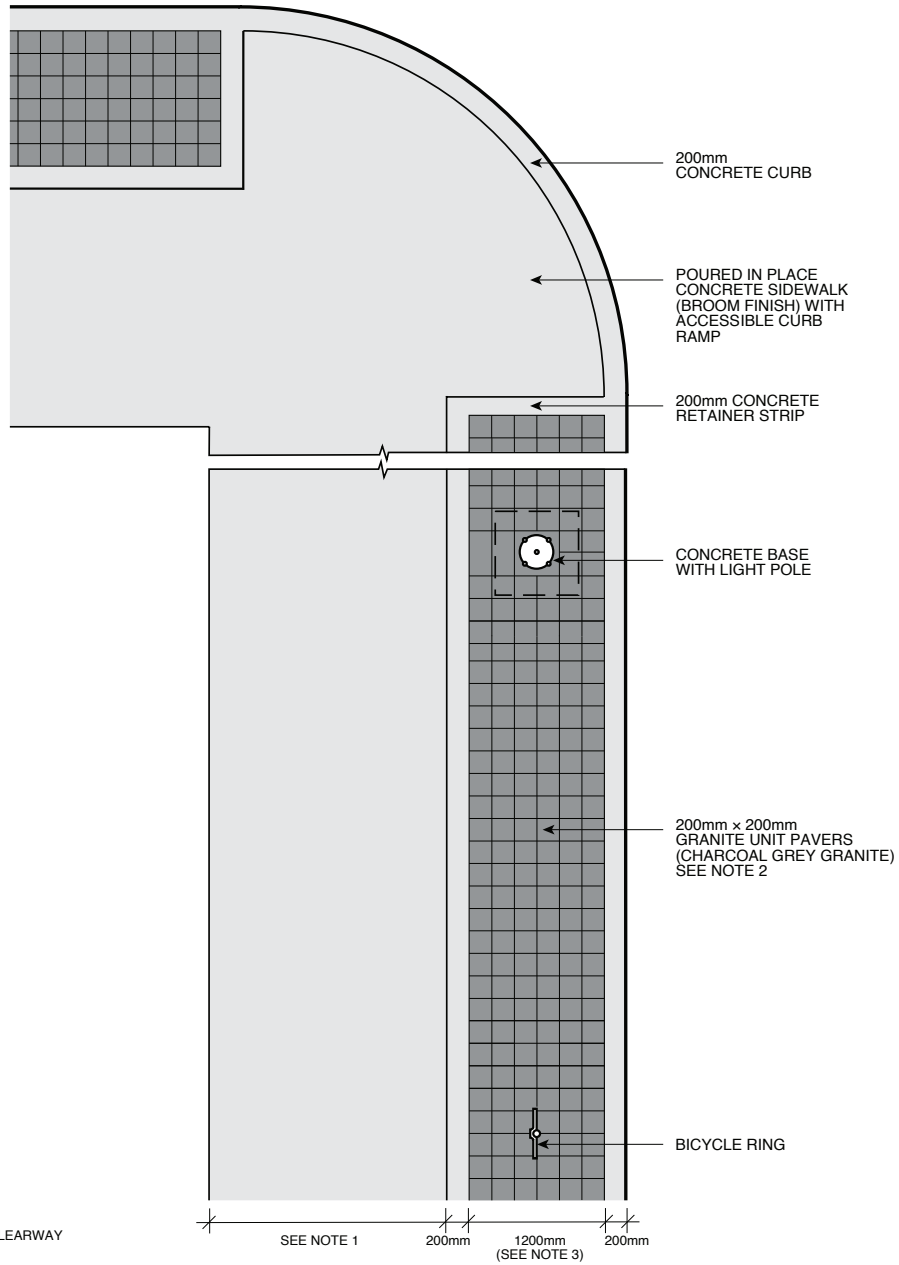 200mm
CONCRETE CURB
POURED IN PLACE
CONCRETE SIDEWALK
(BROOM FINISH) WITH
ACCESSIBLE CURB
RAMP
200mm CONCRETE
RETAINER STRIP
CONCRETE BASE
WITH LIGHT POLE
200mm × 200mm
GRANITE UNIT PAVERS
(CHARCOAL GREY GRANITE)
SEE NOTE 2
BICYCLE RING
LEARWAY
SEE NOTE 1
200mm
1200mm
(SEE NOTE 3)
200mm